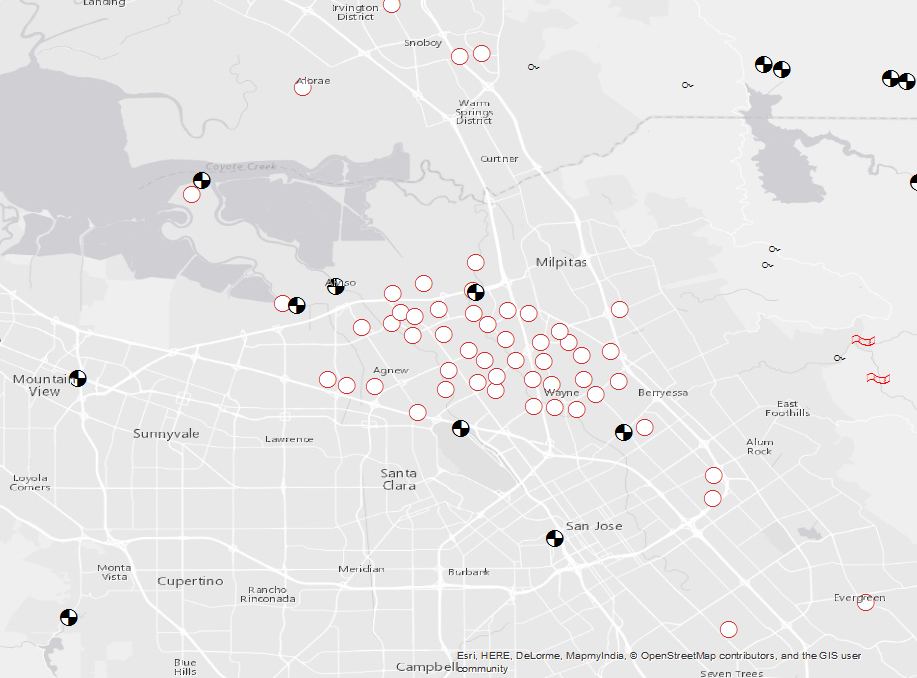 Landing
Irvington
District
Snoboy
Albrae
Warm
Springs
District
Curtner
Coyote Creek
Milpitas
Alviso
Agnew
Mountain
View
Wayne
Berryessa
East
Foothills
Sunnyvale
Lawrence
Alum
Rock
Santa
Clara
Loyola
Corners
San Jose
Monta
Vista
Meridian
Burbank
Cupertino
Rancho
Rinconada
Evergreen
Blue
Hills
Campbell
Esri, HERE, DeLorme, MapmyIndia, © OpenStreetMap contributors, and the GIS user
community
Seven Trees